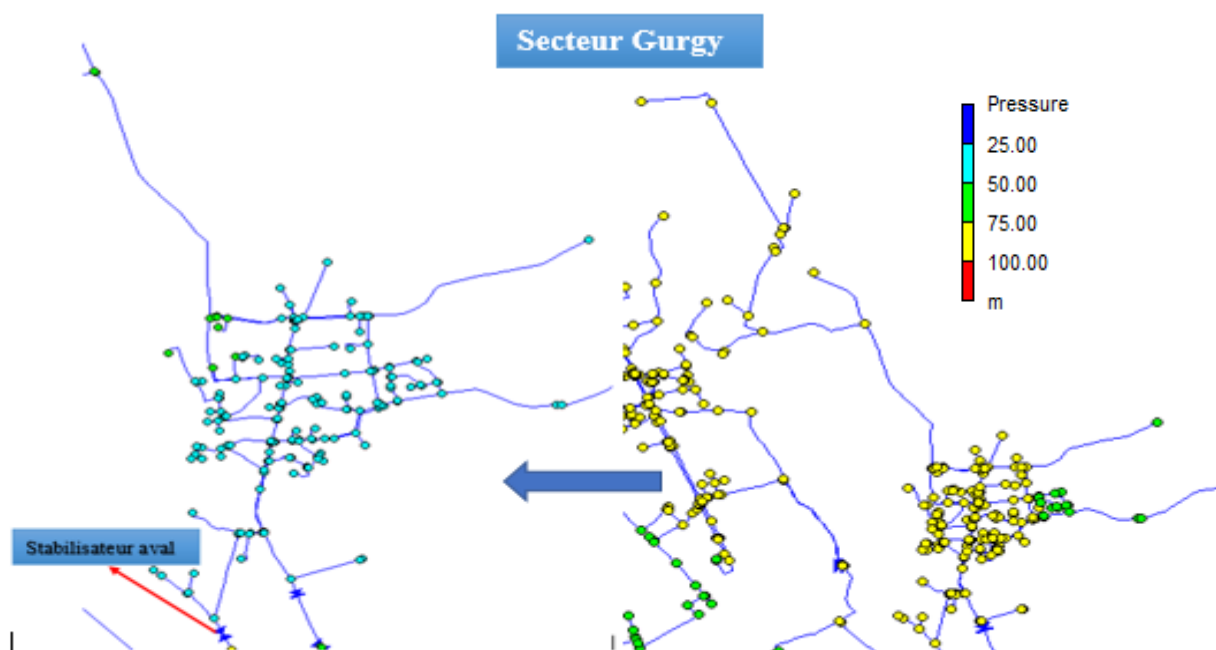 Secteur Gurgy
Pressure
25.00
50.00
75.00
100.00
m
Stabilisateur aval